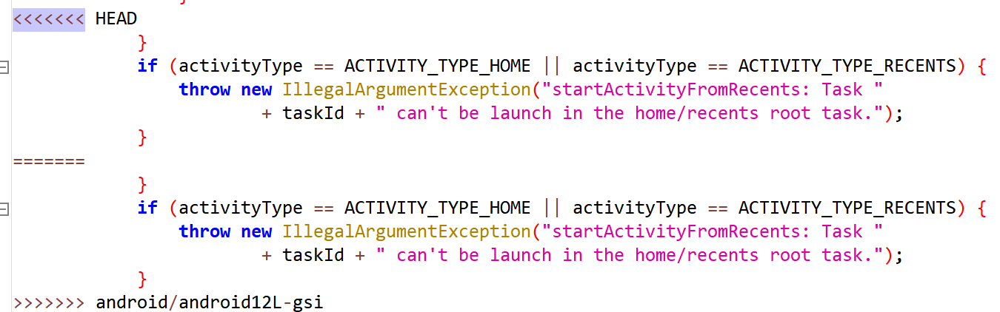 }
<<<<<<< HEAD
}
if (activityType == ACTIVITY_TYPE_HOME || activityType == ACTIVITY_TYPE_RECENTS) {
throw new IllegalArgumentException("startActivityFromRecents: Task "
+ taskId + " can't be launch in the home/recents root task.");
}
=======
}
if (activityType == ACTIVITY_TYPE_HOME || activityType == ACTIVITY_TYPE_RECENTS) {
throw new IllegalArgumentException("startActivityFromRecents: Task "
+ taskId + " can't be launch in the home/recents root task.");
}
>>>>>>> android/android12L-gsi